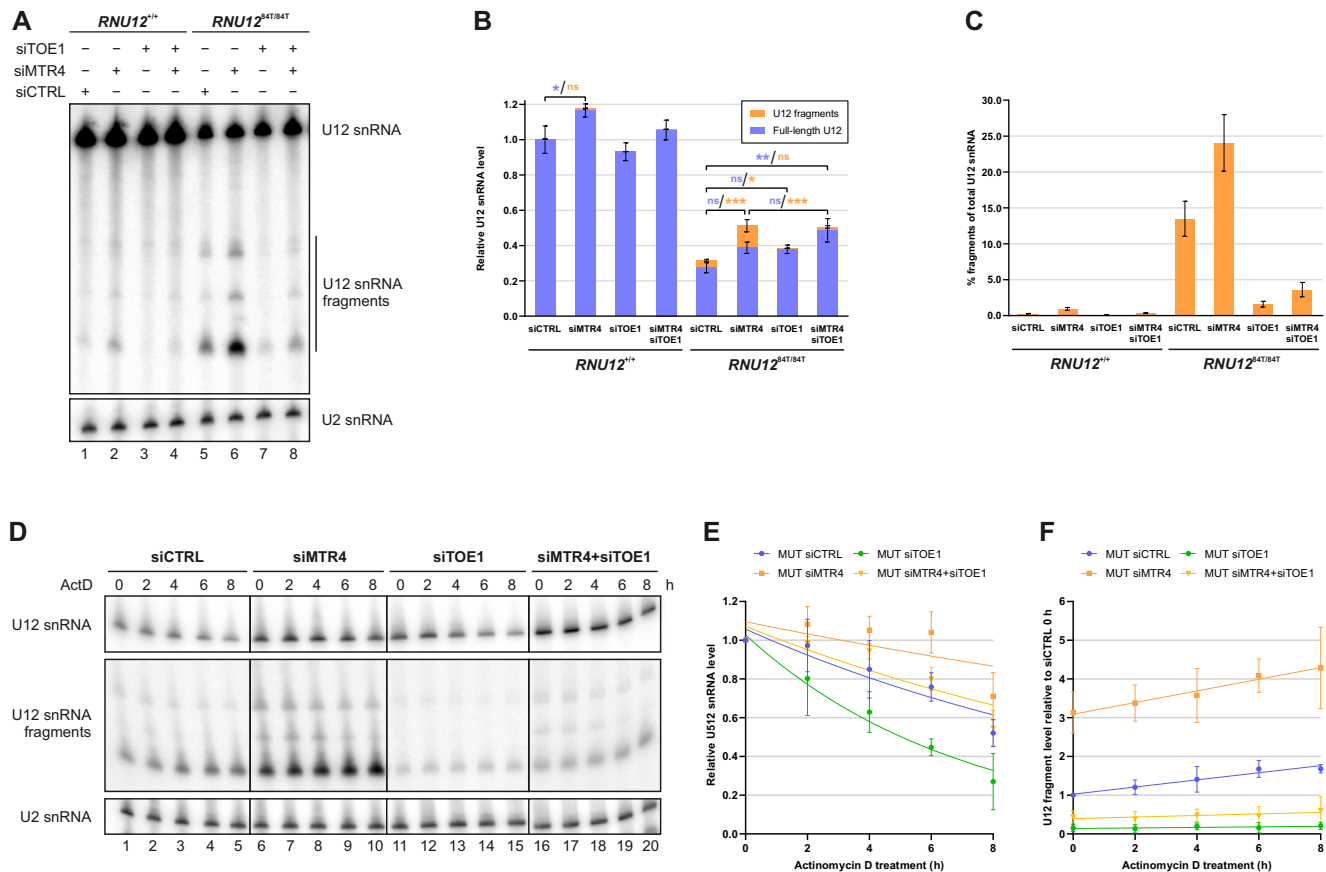 A
RNU12+/+ RNU1284T/84T
siTOE1 – – + + – – + +
siMTR4 – + – + – + – +
siCTRL + – – – + – – –
U12 snRNA
U12 snRNA
fragments
U2 snRNA
1 2 3 4 5 6 7 8
B
Relative U12 snRNA level
1.2
1.0
0.8
0.6
0.4
0.2
0.0
*/ns
U12 fragments
Full-length U12
**/ns
ns/*
ns/*** ns/***
siCTRL siMTR4 siTOE1 siMTR4 siCTRL siMTR4 siTOE1 siMTR4
siTOE1 siTOE1
RNU12+/+ RNU1284T/84T
C
% fragments of total U12 snRNA
30.0
25.0
20.0
15.0
10.0
5.0
0.0
siCTRL siMTR4 siTOE1 siMTR4 siCTRL siMTR4 siTOE1 siMTR4
siTOE1 siTOE1
RNU12+/+ RNU1284T/84T
D
siCTRL siMTR4 siTOE1 siMTR4+siTOE1
ActD 0 2 4 6 8 0 2 4 6 8 0 2 4 6 8 0 2 4 6 8 h
U12 snRNA
U12 snRNA
fragments
U2 snRNA
1 2 3 4 5 6 7 8 9 10 11 12 13 14 15 16 17 18 19 20
E
MUT siCTRL MUT siTOE1
MUT siMTR4 MUT siMTR4+siTOE1
Relative U512 snRNA level
1.2
1.0
0.8
0.6
0.4
0.2
0.0
0 2 4 6 8
Actinomycin D treatment (h)
F
MUT siCTRL MUT siTOE1
MUT siMTR4 MUT siMTR4+siTOE1
U12 fragment level relative to siCTRL 0 h
6
5
4
3
2
1
0
0 2 4 6 8
Actinomycin D treatment (h)